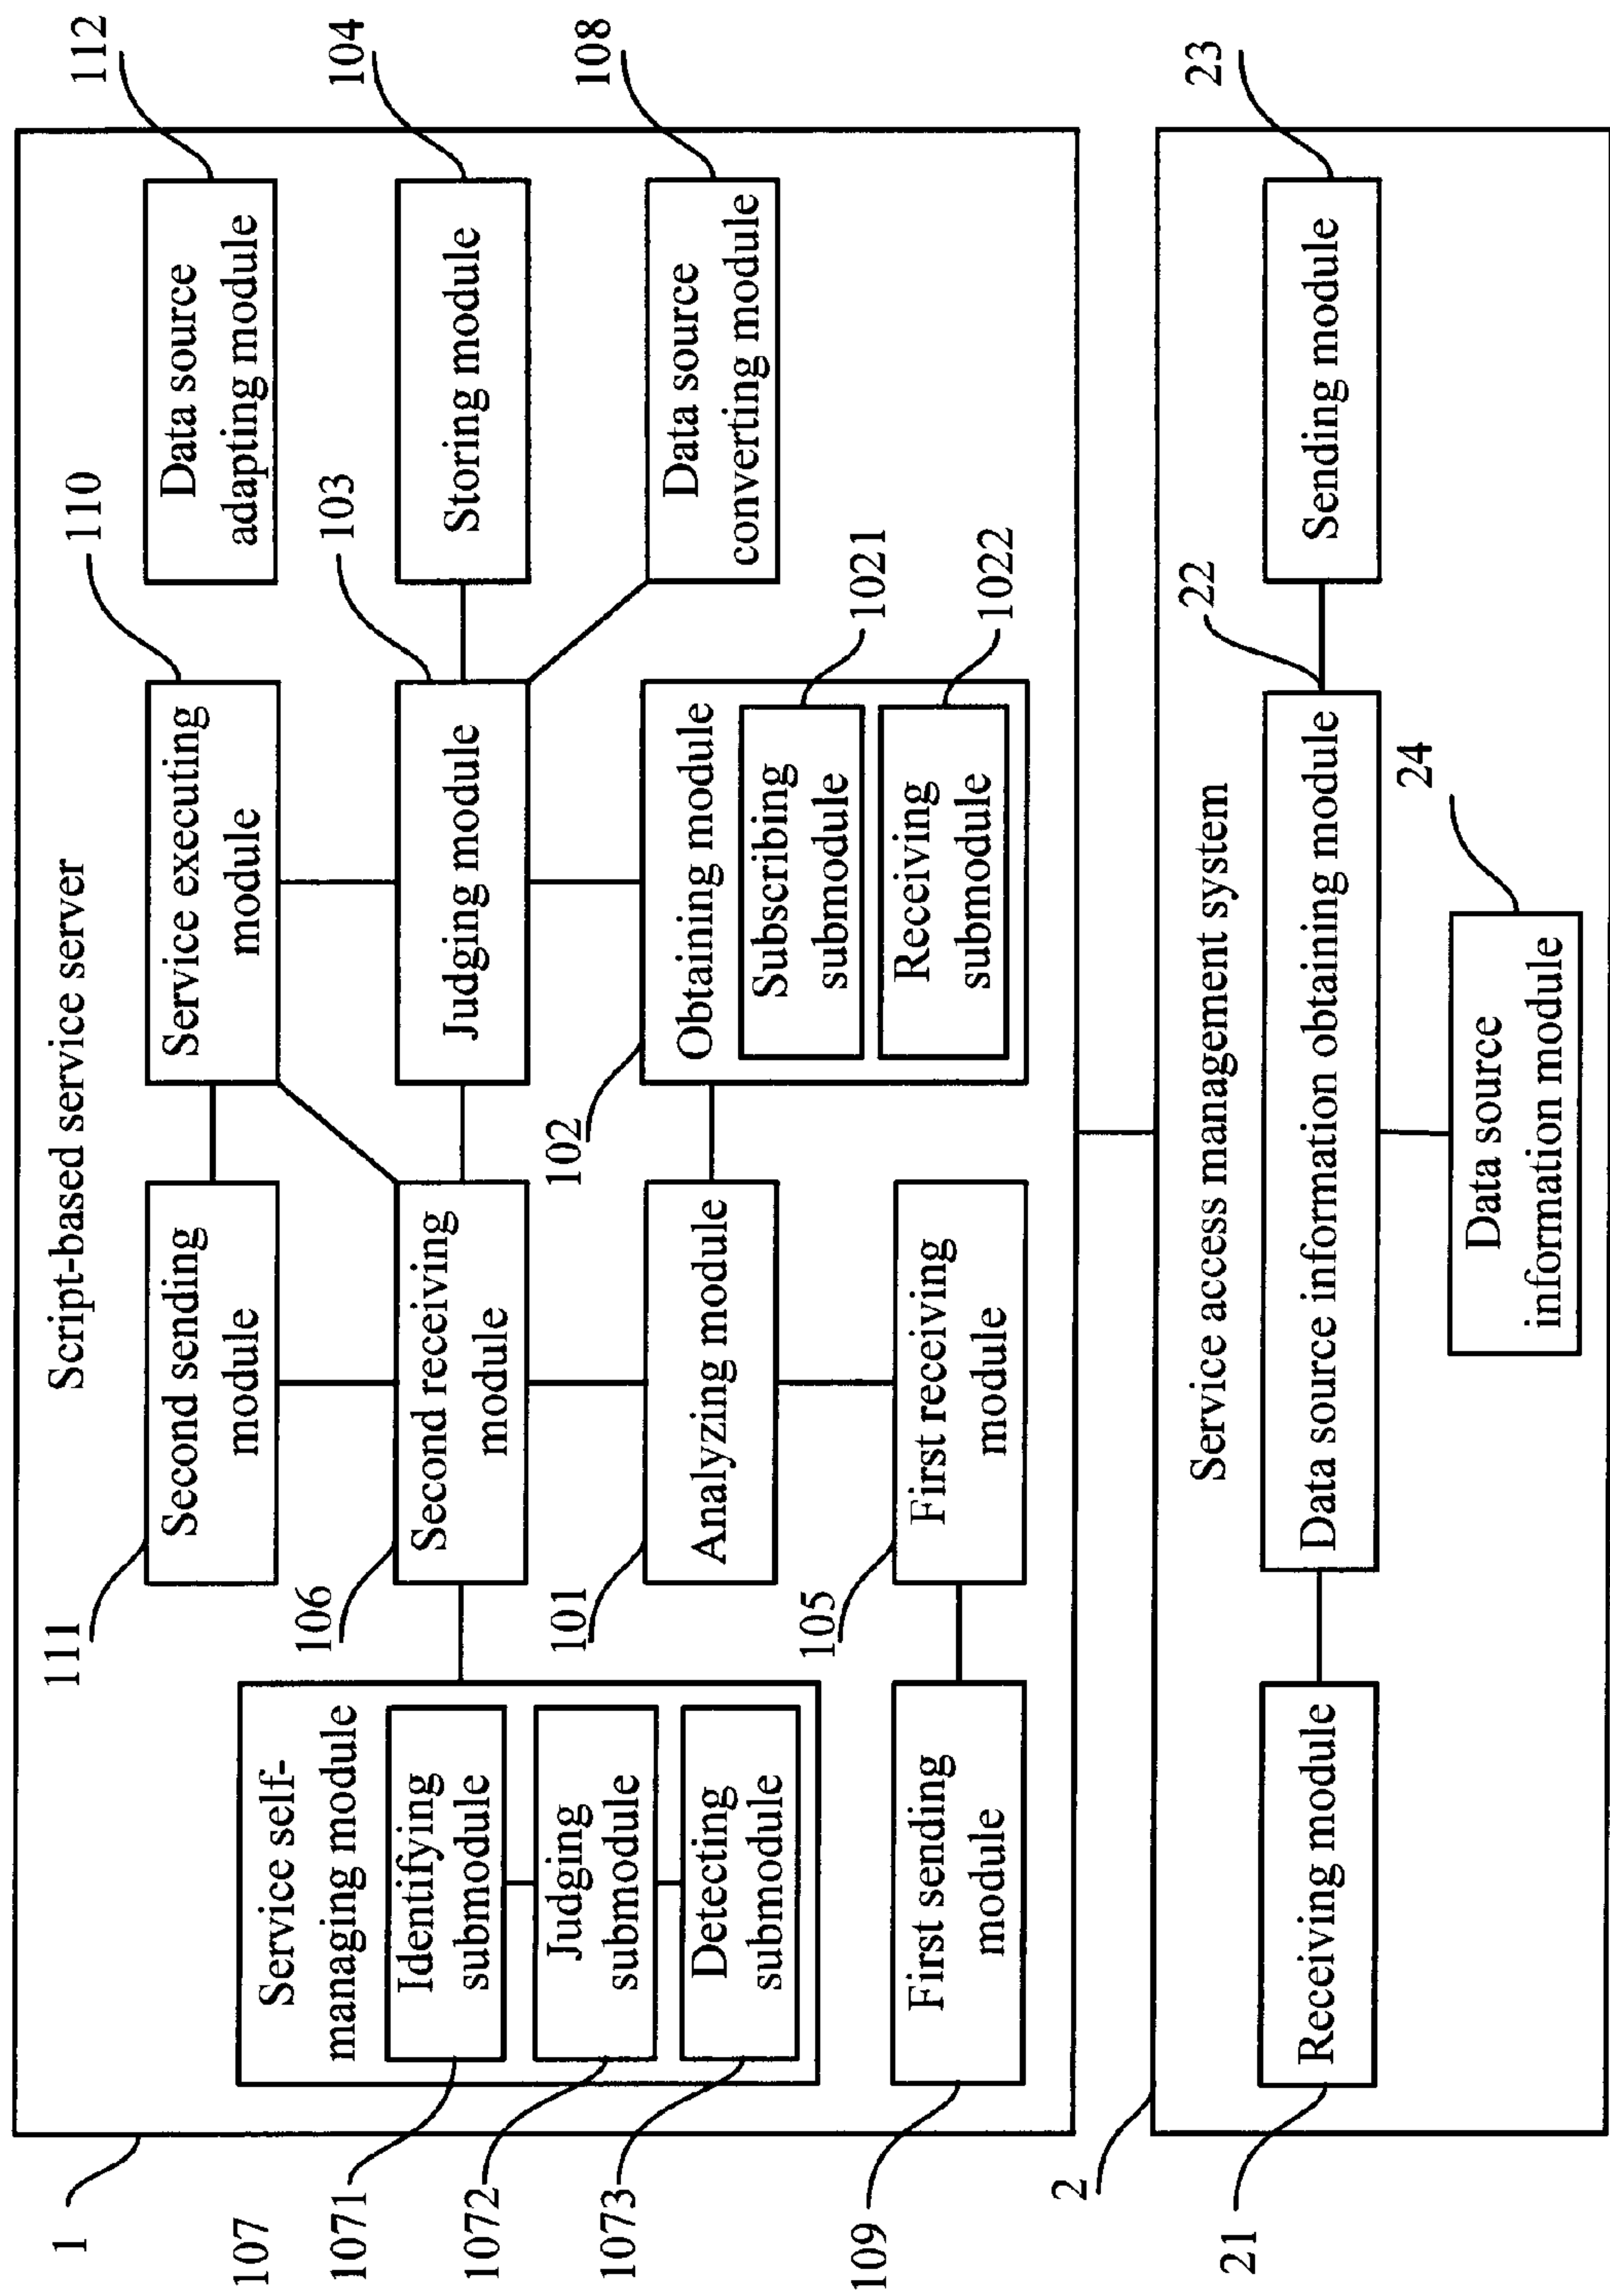 Script-based service server
1
111
110
112
Second sending
module
Service executing
module
Data source
adapting module
107
Service self-
managing module
1071
Identifying
submodule
1072
Judging
submodule
1073
Detecting
submodule
106
Second receiving
module
103
Judging module
104
Storing module
101
Analyzing module
102
Obtaining module
1021
Subscribing
submodule
1022
Receiving
submodule
108
Data source
converting module
109
First sending
module
105
First receiving
module
2
Service access management system
21
Receiving module
22
Data source information obtaining module
23
Sending module
24
Data source
information module